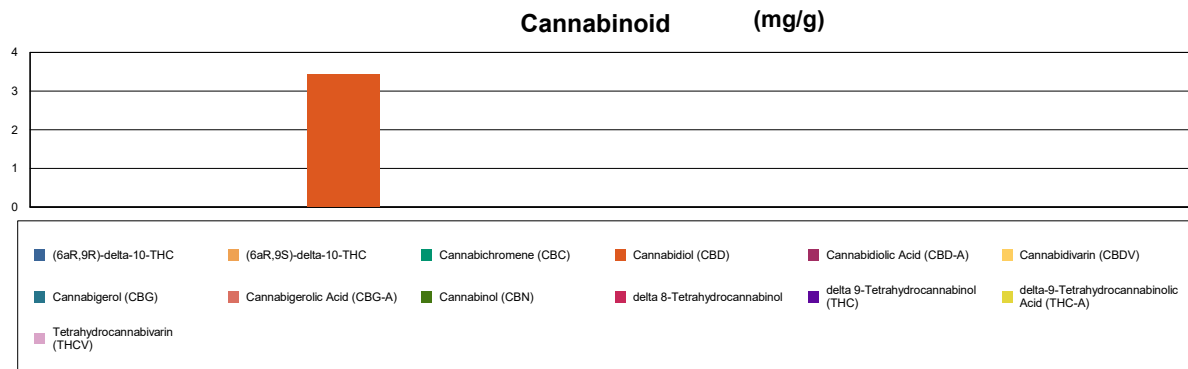 Cannabinoid (mg/g)
4
3
2
1
0
(6aR,9R)-delta-10-THC
(6aR,9S)-delta-10-THC
Cannabichromene (CBC)
Cannabidiol (CBD)
Cannabidiolic Acid (CBD-A)
Cannabidivarin (CBDV)
Cannabigerol (CBG)
Cannabigerolic Acid (CBG-A)
Cannabinol (CBN)
delta 8-Tetrahydrocannabinol
delta 9-Tetrahydrocannabinol
(THC)
delta-9-Tetrahydrocannabinolic
Acid (THC-A)
Tetrahydrocannabivarin
(THCV)